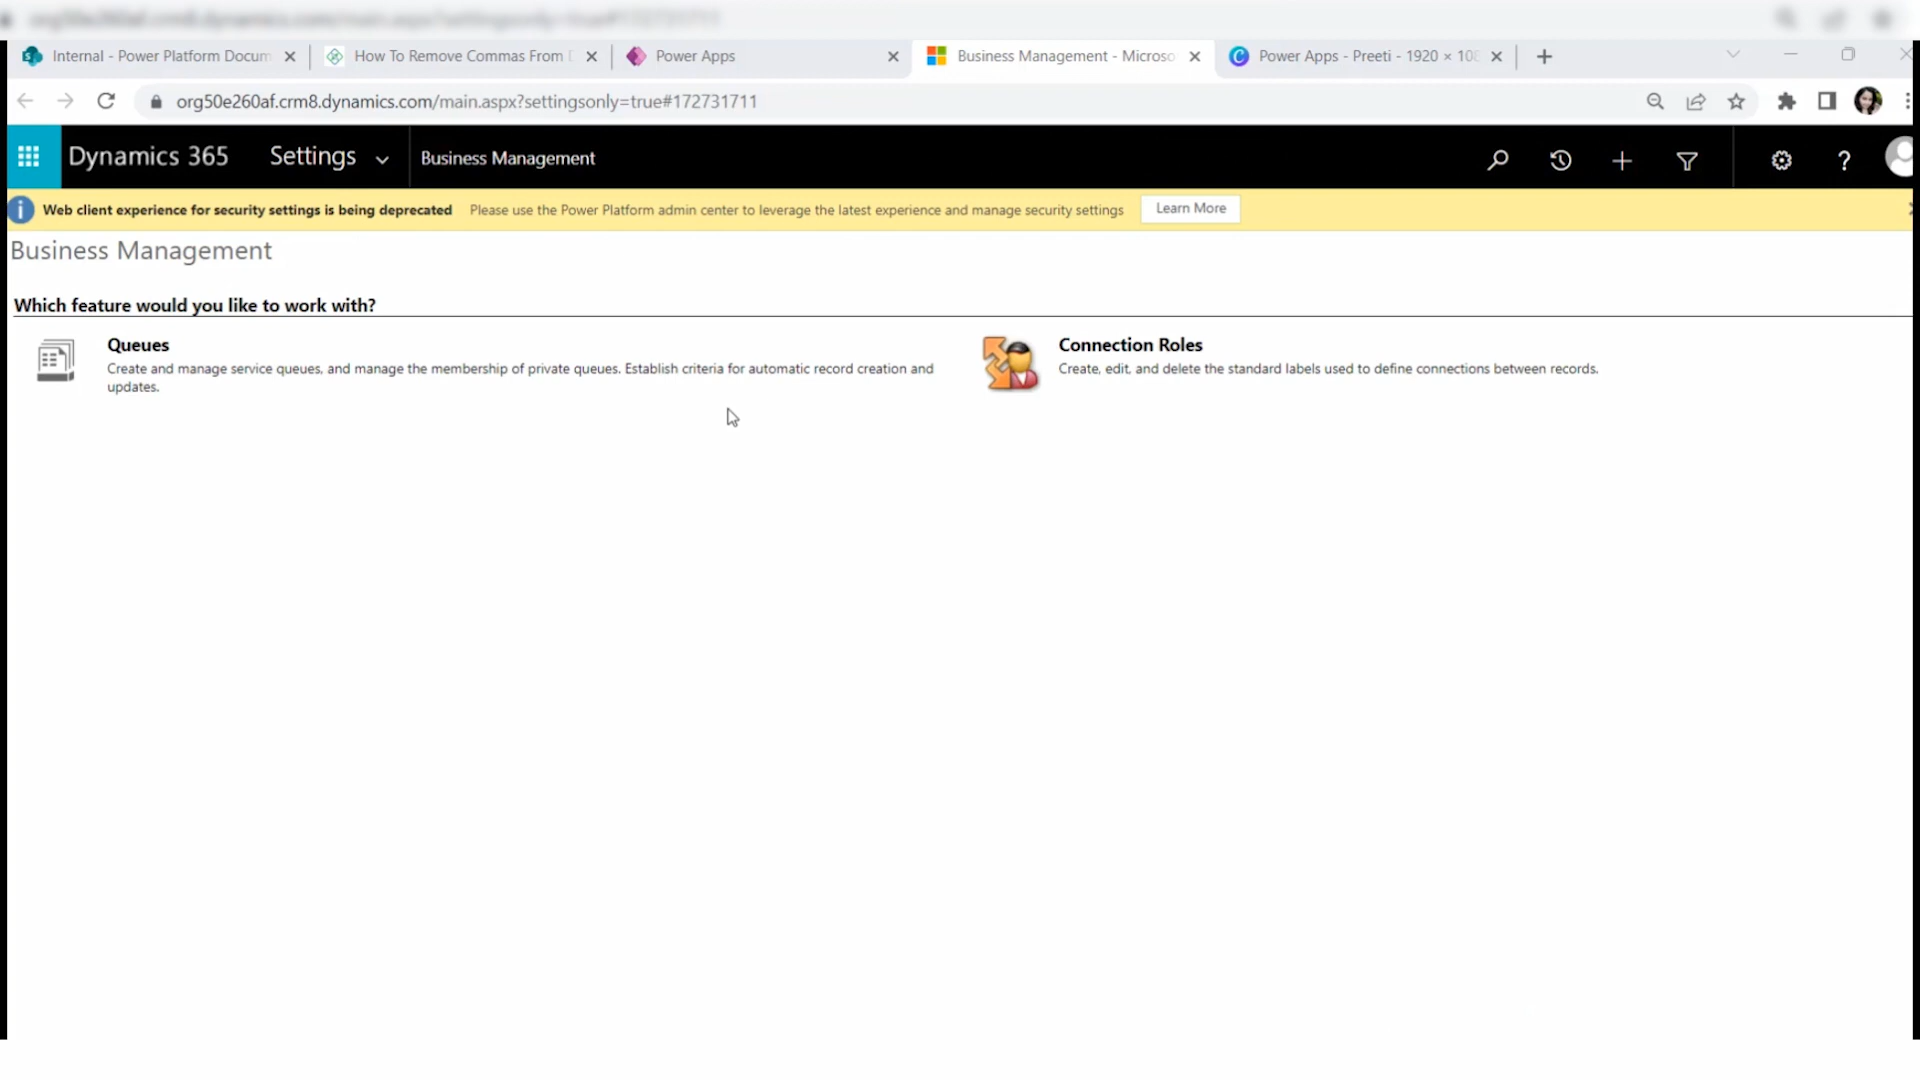 Internal - Power Platform Docum
How To Remove Commas From D
Power Apps
Business Management - Microso
Power Apps - Preeti - 1920 × 108
org50e260af.crm8.dynamics.com/main.aspx?settingsonly=true#172731711
Dynamics 365
Settings
Business Management
Web client experience for security settings is being deprecated
Please use the Power Platform admin center to leverage the latest experience and manage security settings
Learn More
Business Management
Which feature would you like to work with?
Queues
Create and manage service queues, and manage the membership of private queues. Establish criteria for automatic record creation and
updates.
Connection Roles
Create, edit, and delete the standard labels used to define connections between records.